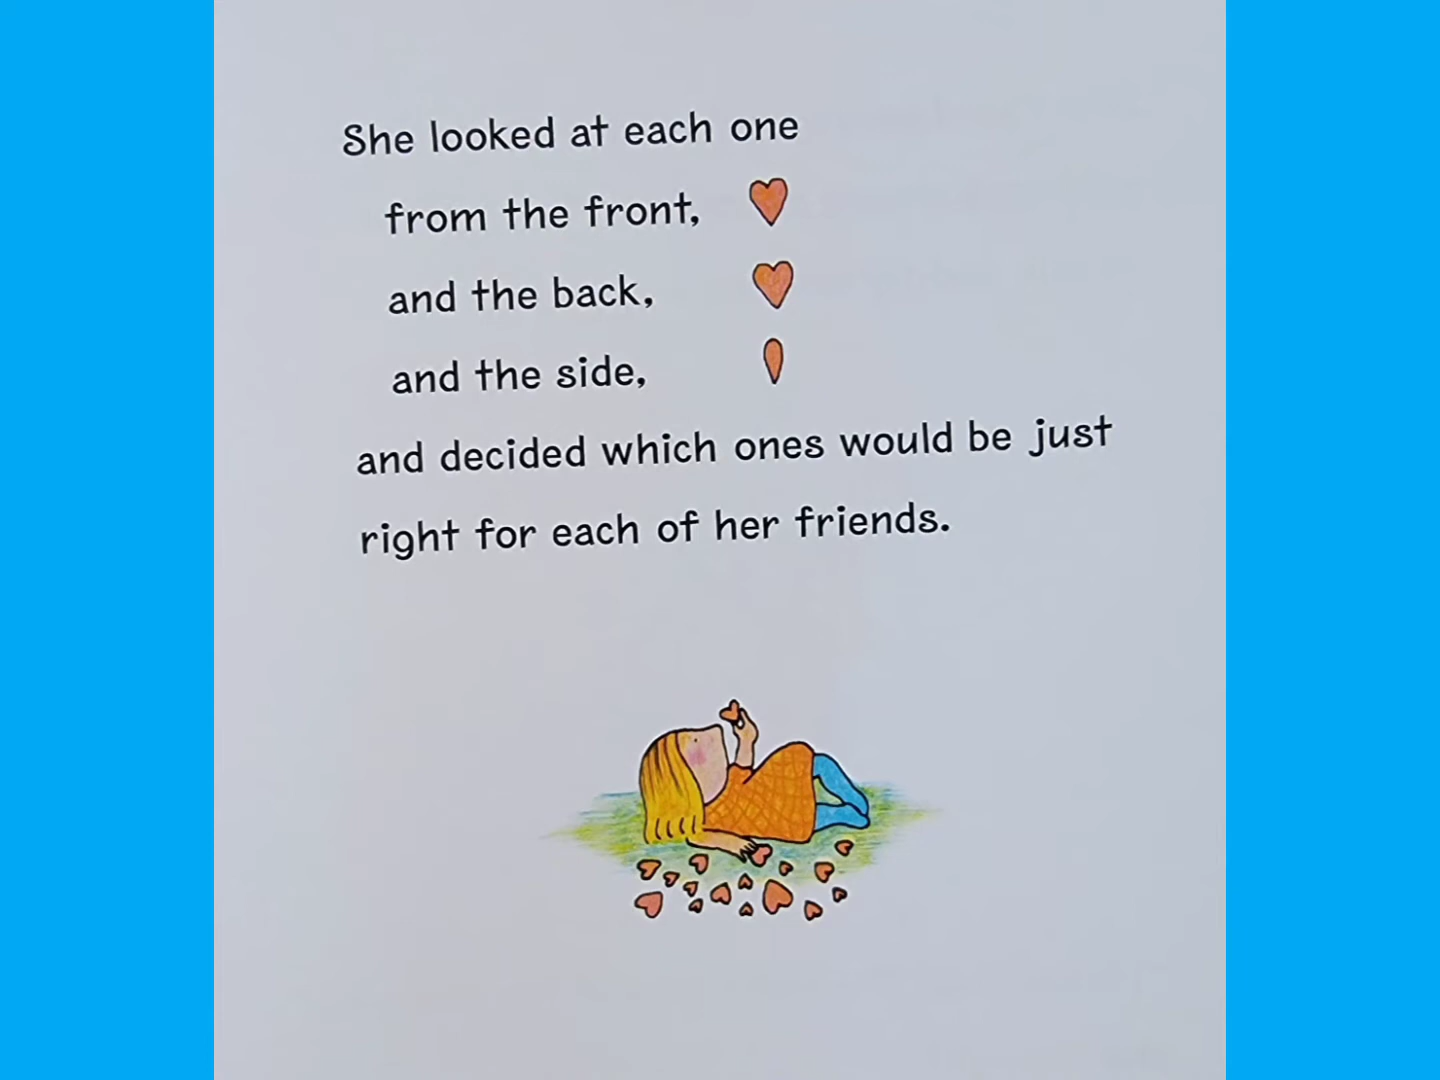 She looked at each one
from the front,
and the back,
and the side,
and decided which ones would be just
right for each of her friends.